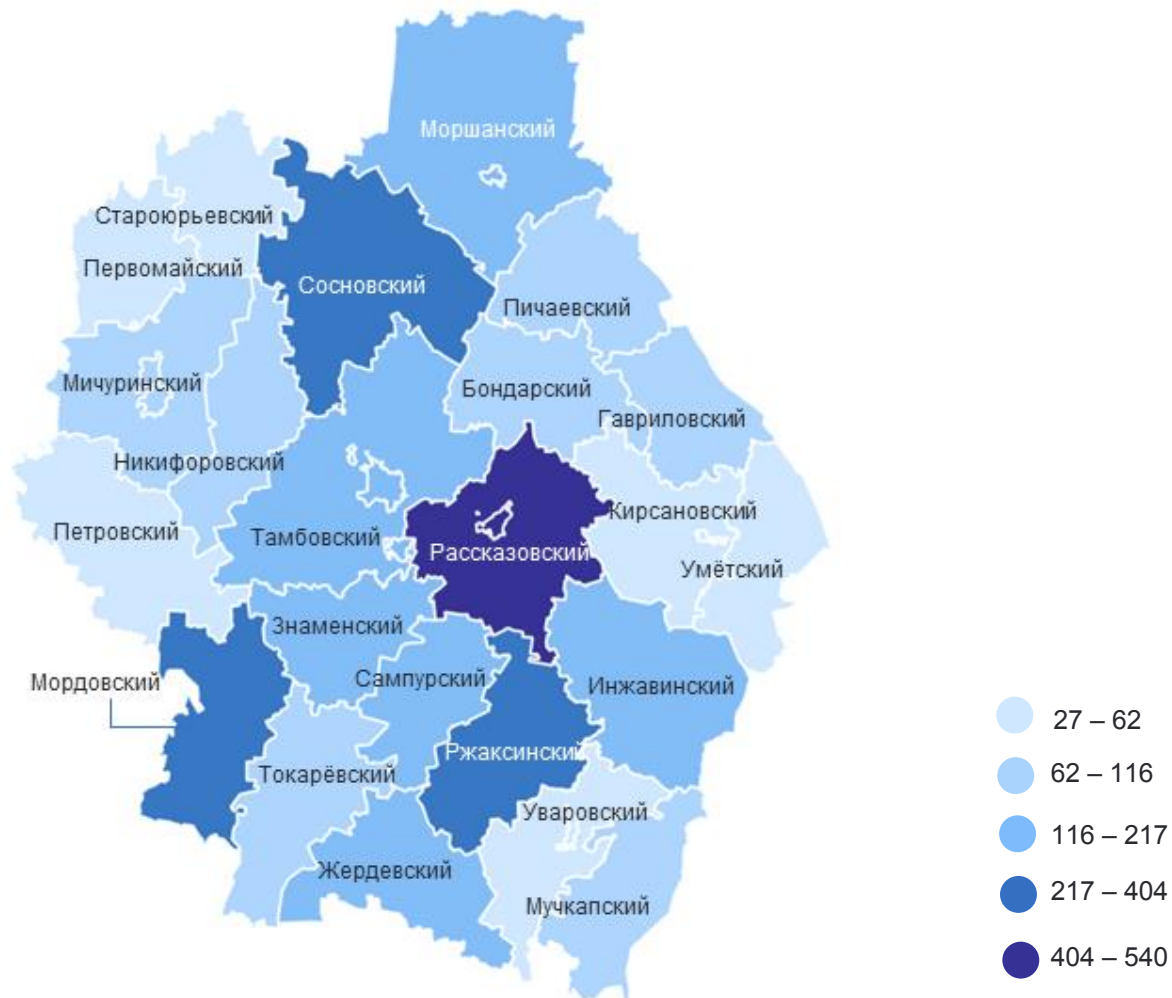 Моршанский
Староюрьевский
Первомайский
Сосновский
Пичаевский
Мичуринский
Бондарский
Гавриловский
Никифоровский
Петровский
Тамбовский
Рассказовский
Кирсановский
Умётский
Знаменский
Сампурский
Мордовский
Инжавинский
Ржаксинский
Токарёвский
Уваровский
Жердевский
Мучкапский
27 – 62
62 – 116
116 – 217
217 – 404
404 – 540